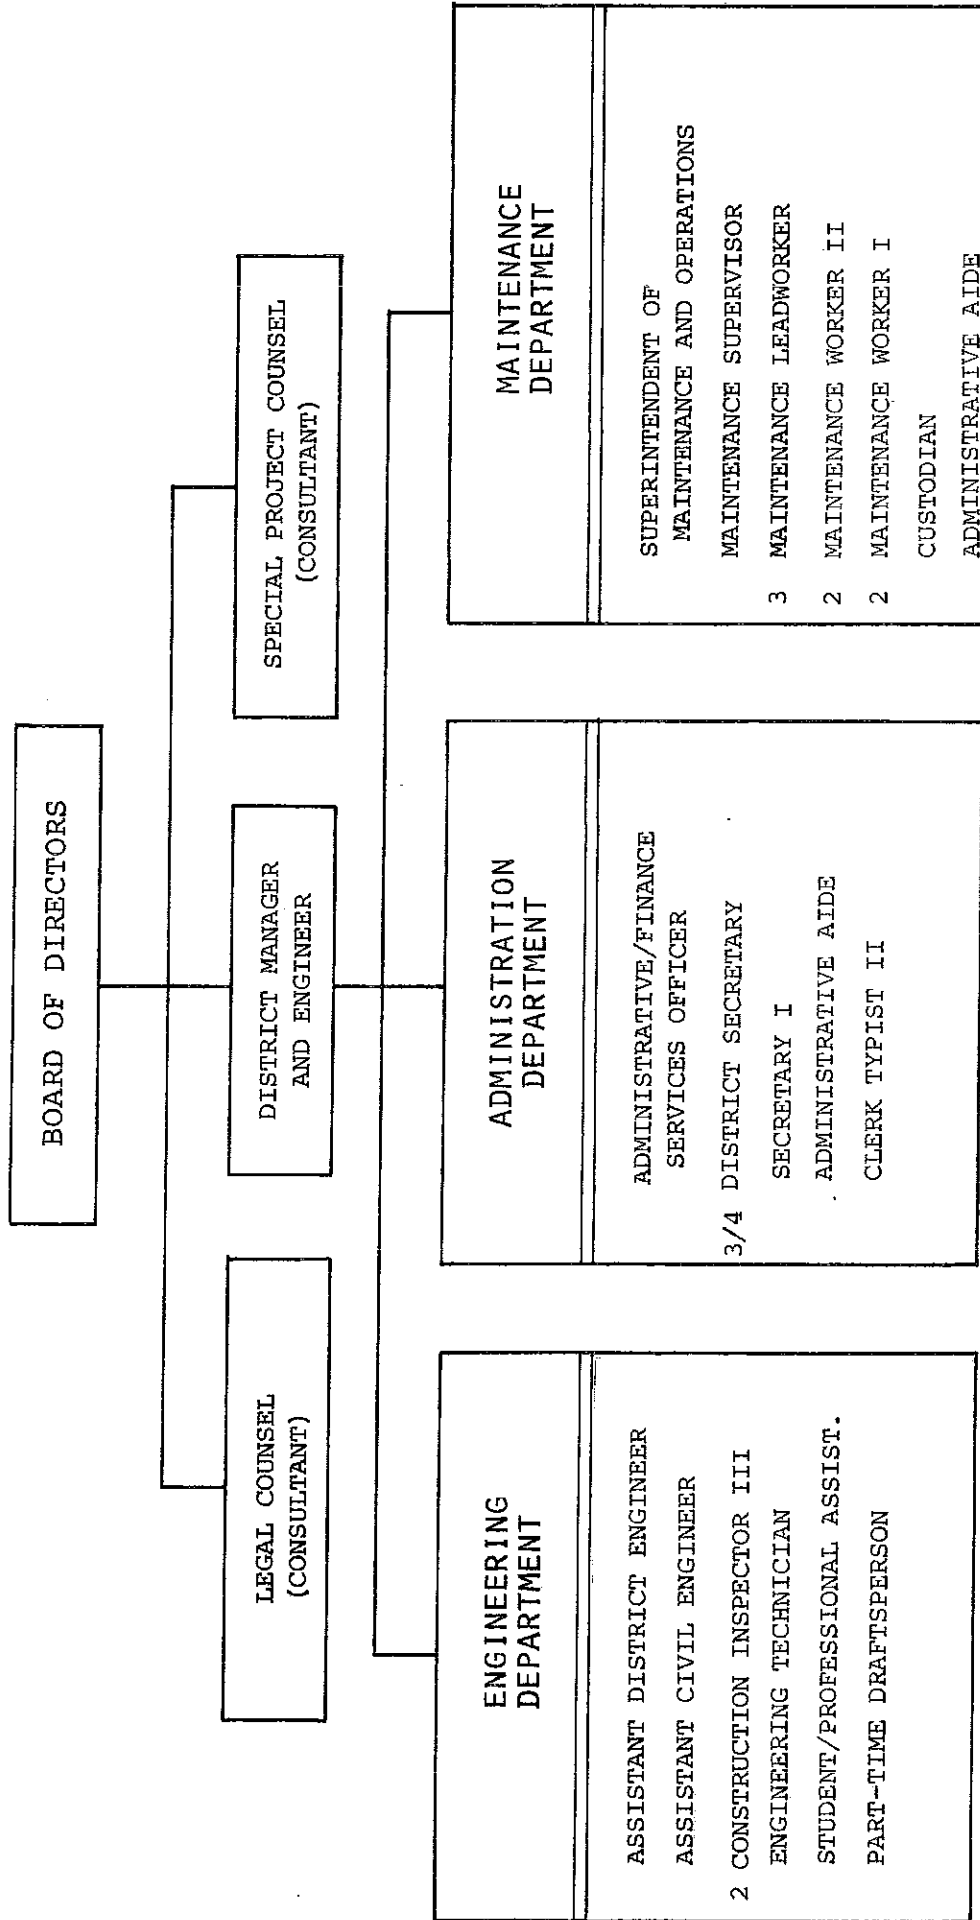 BOARD OF DIRECTORS
LEGAL COUNSEL
(CONSULTANT)
DISTRICT MANAGER
AND ENGINEER
SPECIAL PROJECT COUNSEL
(CONSULTANT)
ENGINEERING
DEPARTMENT
ASSISTANT DISTRICT ENGINEER
ASSISTANT CIVIL ENGINEER
2 CONSTRUCTION INSPECTOR III
ENGINEERING TECHNICIAN
STUDENT/PROFESSIONAL ASSIST.
PART-TIME DRAFTSPERSON
ADMINISTRATION
DEPARTMENT
ADMINISTRATIVE/FINANCE
SERVICES OFFICER
3/4 DISTRICT SECRETARY
SECRETARY I
ADMINISTRATIVE AIDE
CLERK TYPIST II
MAINTENANCE
DEPARTMENT
SUPERINTENDENT OF
MAINTENANCE AND OPERATIONS
MAINTENANCE SUPERVISOR
3 MAINTENANCE LEADWORKER
2 MAINTENANCE WORKER II
2 MAINTENANCE WORKER I
CUSTODIAN
ADMINISTRATIVE AIDE